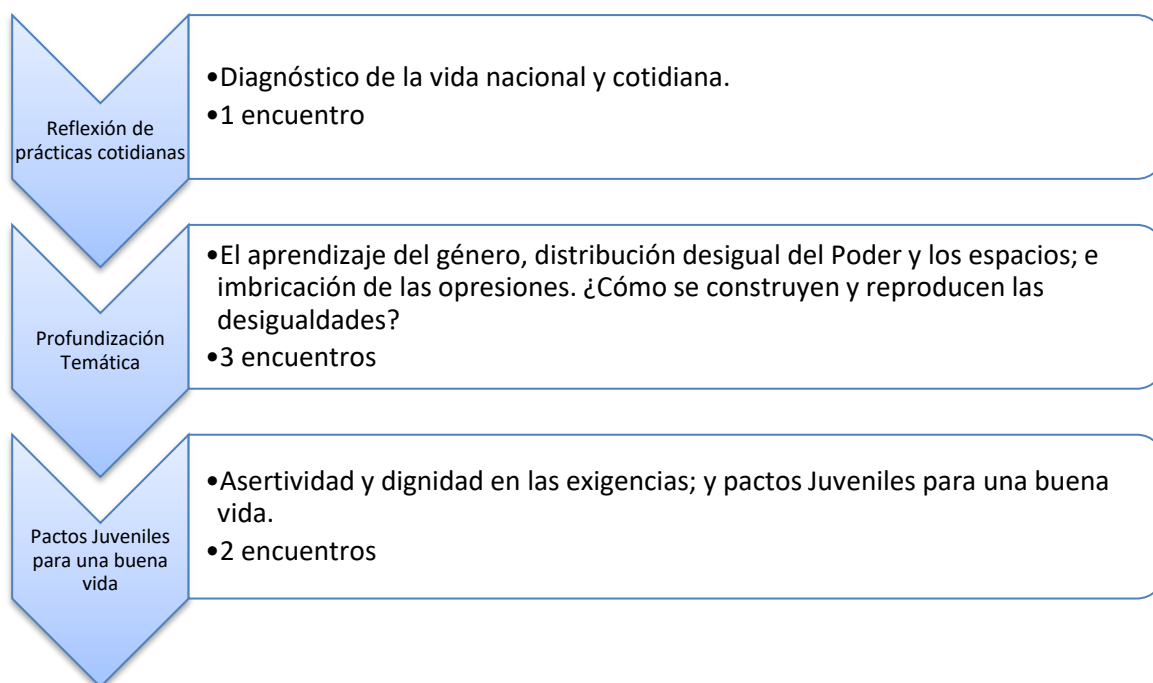 Reflexión de
prácticas cotidianas
•Diagnóstico de la vida nacional y cotidiana.
•1 encuentro
Profundización
Temática
•El aprendizaje del género, distribución desigual del Poder y los espacios; e
imbricación de las opresiones. ¿Cómo se construyen y reproducen las
desigualdades?
•3 encuentros
Pactos Juveniles
para una buena
vida
•Asertividad y dignidad en las exigencias; y pactos Juveniles para una buena
vida.
•2 encuentros